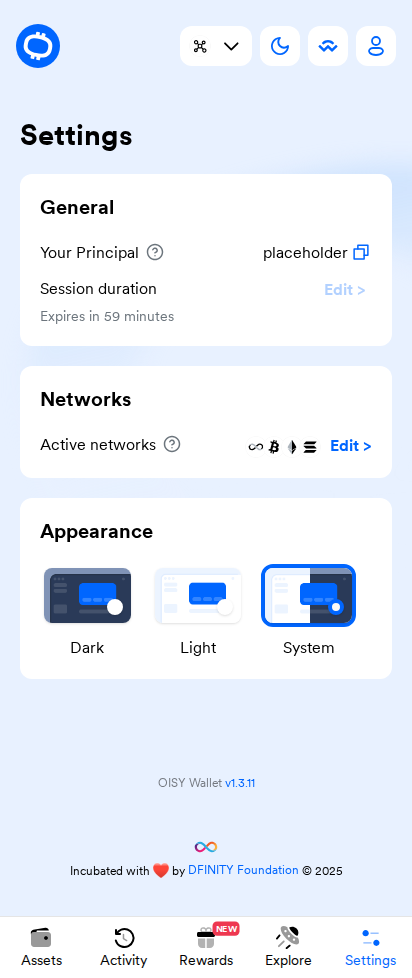 Settings
General
Your Principal
placeholder
Session duration
Edit >
Expires in 59 minutes
Networks
Active networks
Edit >
Appearance
Dark
Light
System
OISY Wallet v1.3.11
Incubated with ❤️ by DFINITY Foundation © 2025
NEW
Assets
Activity
Rewards
Explore
Settings